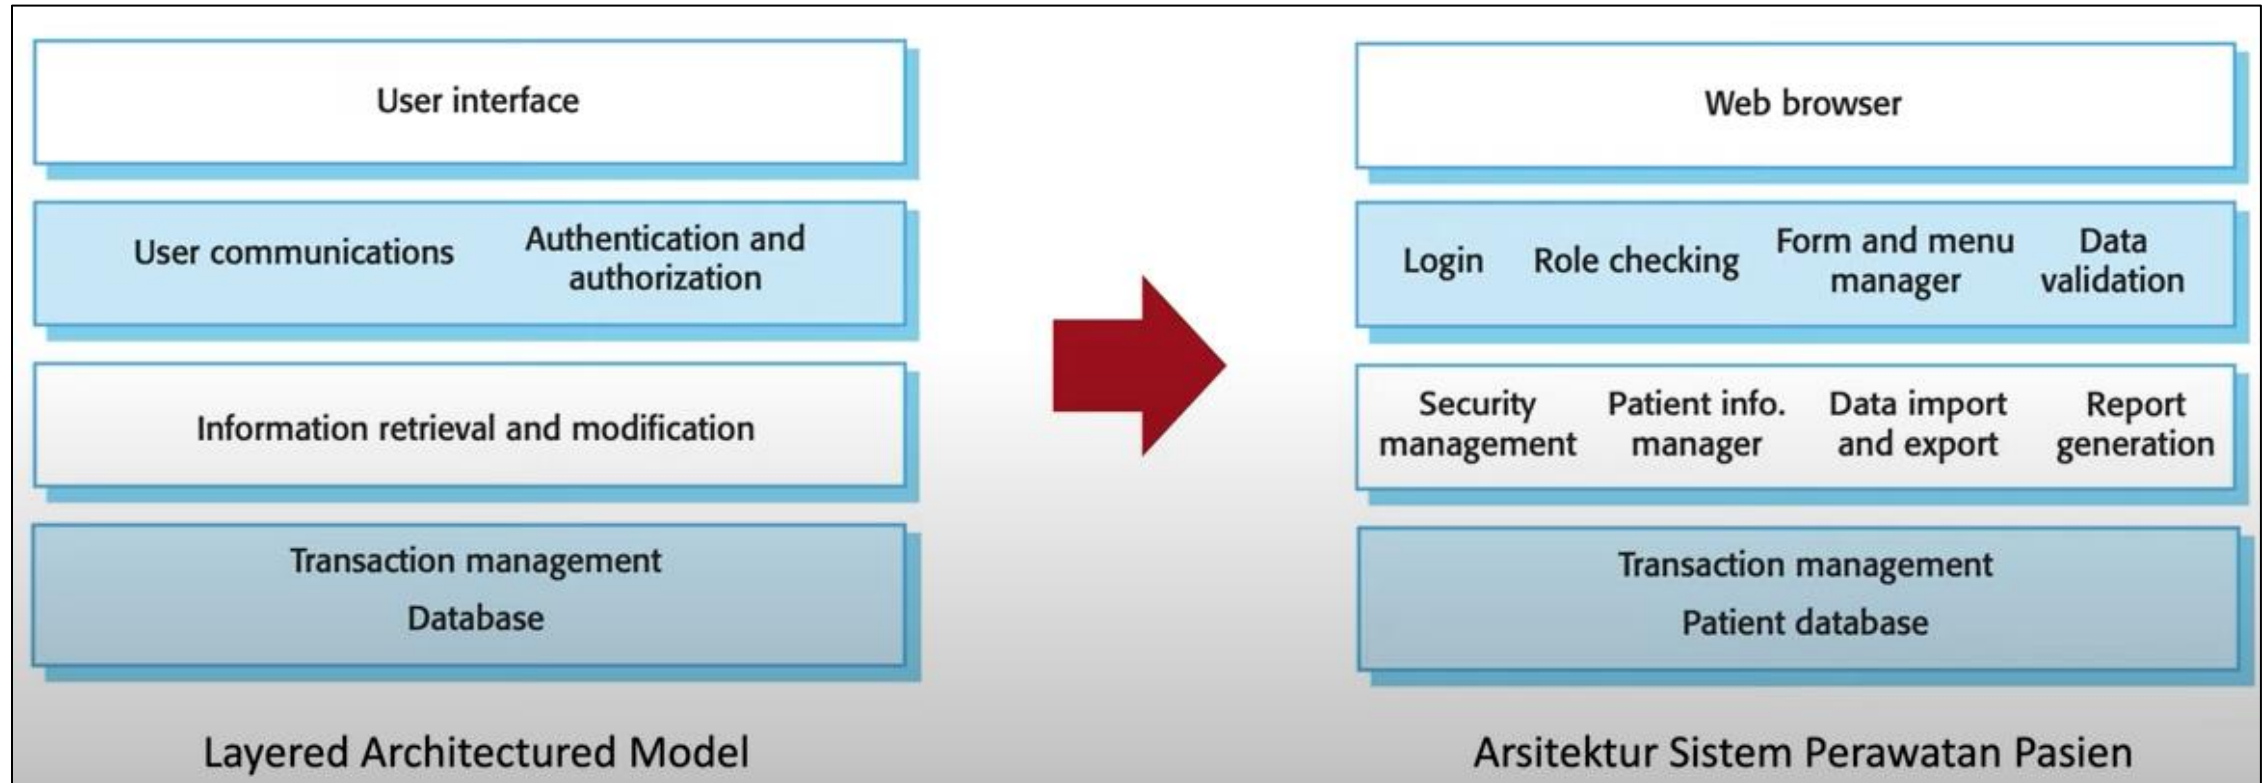 User interface
User communications
Authentication and
authorization
Information retrieval and modification
Transaction management
Database
Layered Architectured Model
Web browser
Login
Role checking
Form and menu
manager
Data
validation
Security
management
Patient info.
manager
Data import
and export
Report
generation
Transaction management
Patient database
Arsitektur Sistem Perawatan Pasien